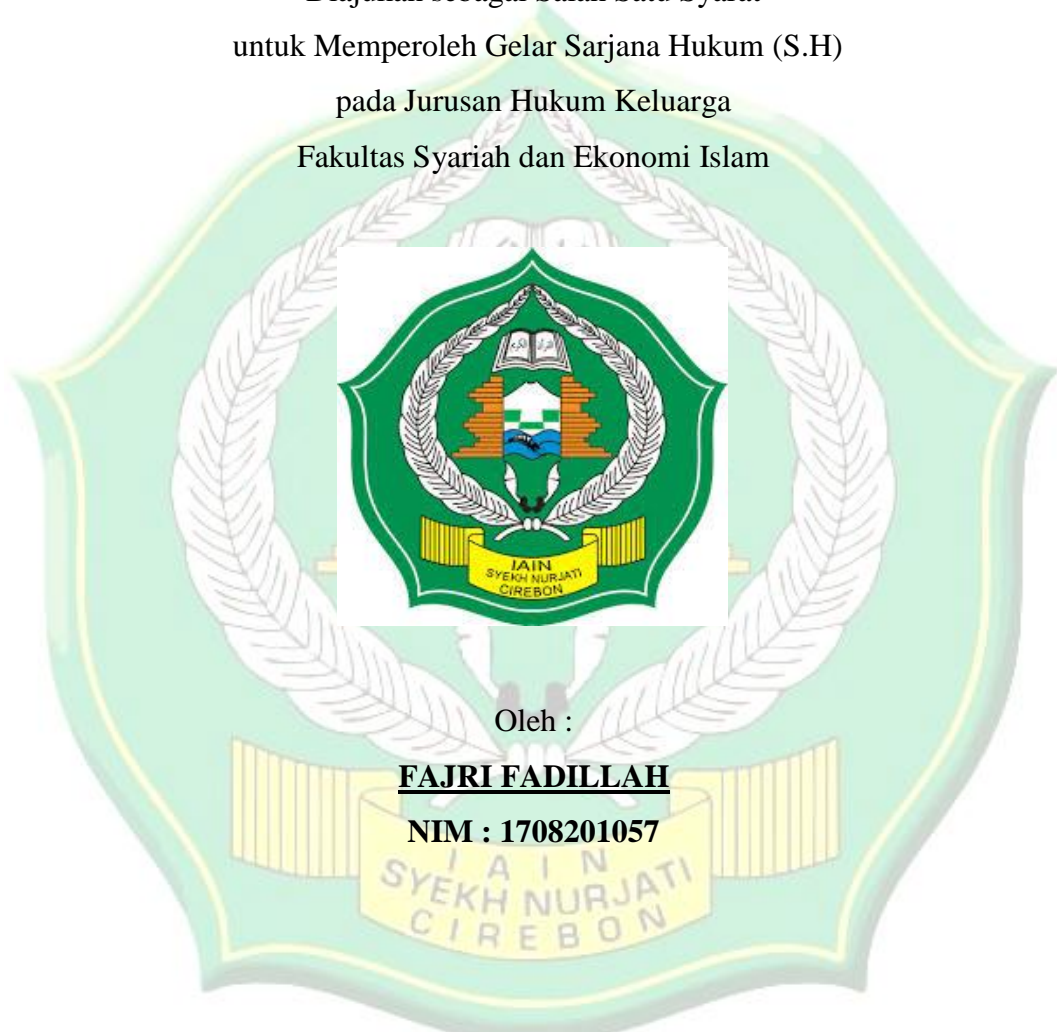 untuk Memperoleh Gelar Sarjana Hukum (S.H)
pada Jurusan Hukum Keluarga
Fakultas Syariah dan Ekonomi Islam
IAIN
SYEKH NURJATI
CIREBON
Oleh :
FAJRI FADILLAH
NIM : 1708201057
IAIN
SYEKH NURJATI
CIREBON